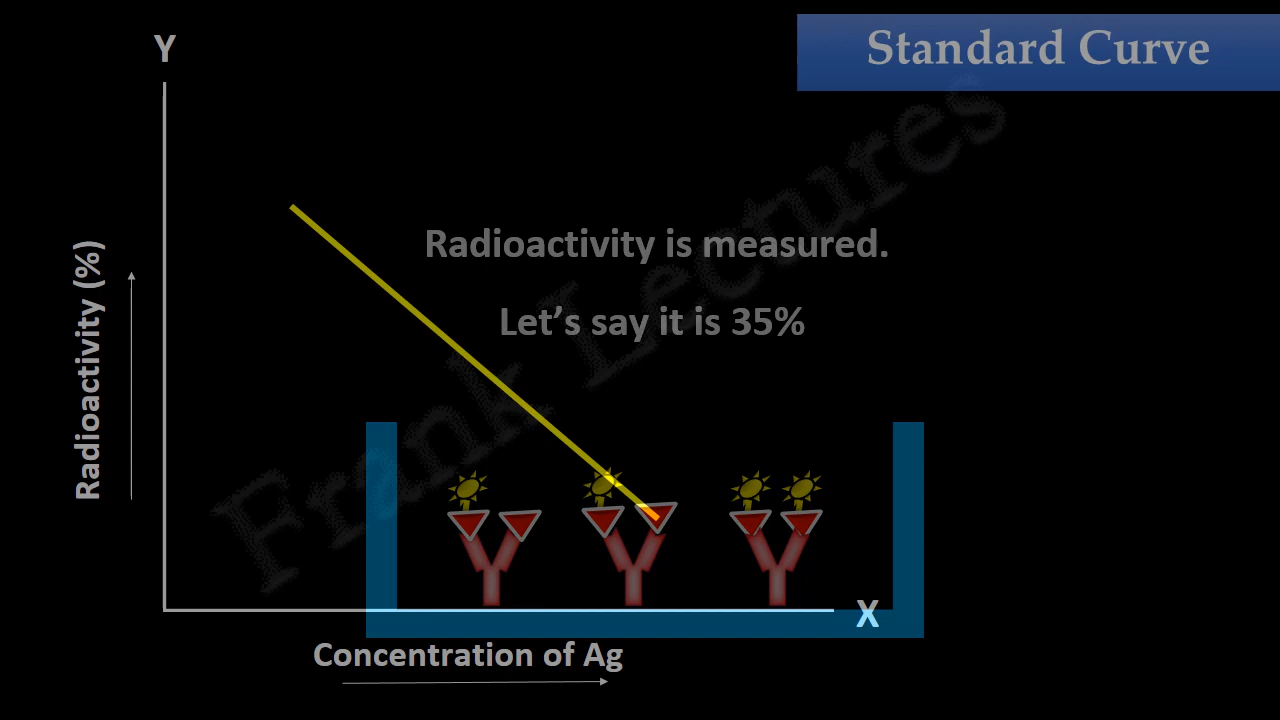 Standard Curve
Y
Radioactivity (%)
Radioactivity is measured.
Let's say it is 35%
Frank Lectures
X
Concentration of Ag